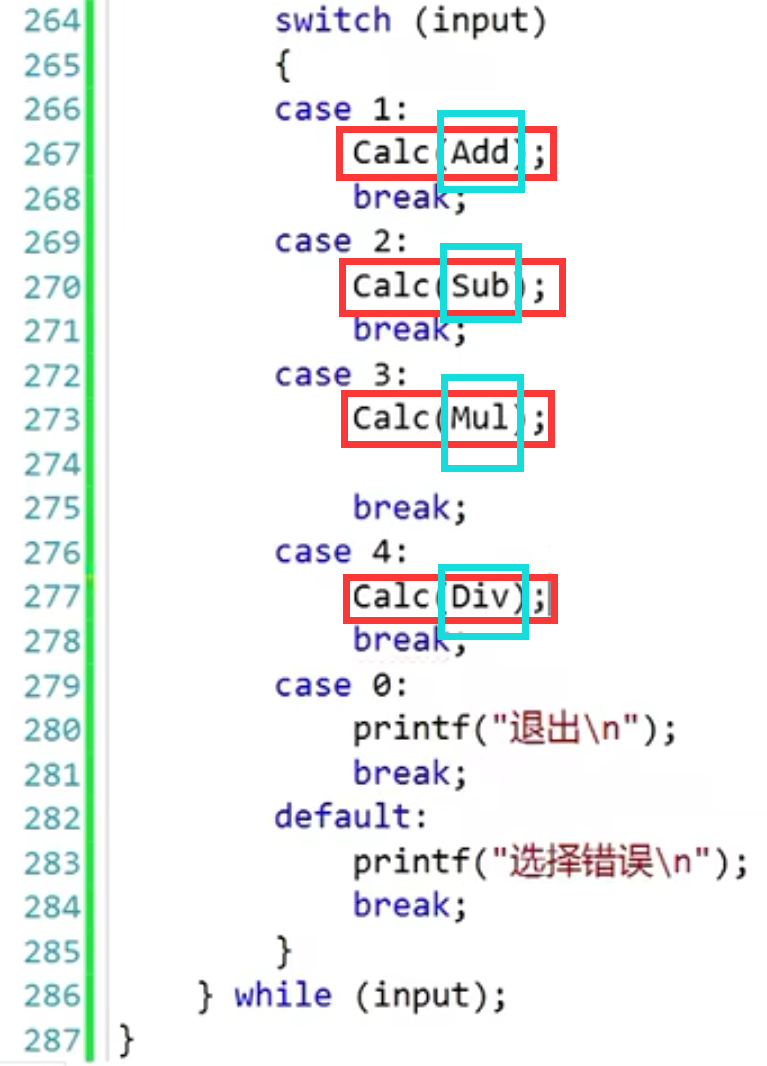 264 switch (input)
265 {
266 case 1:
267 Calc(Add);
268 break;
269 case 2:
270 Calc(Sub);
271 break;
272 case 3:
273 Calc(Mul);
274
275 break;
276 case 4:
277 Calc(Div);
278 break;
279 case 0:
280 printf("退出\n");
281 break;
282 default:
283 printf("选择错误\n");
284 break;
285 }
286 } while (input);
287 }